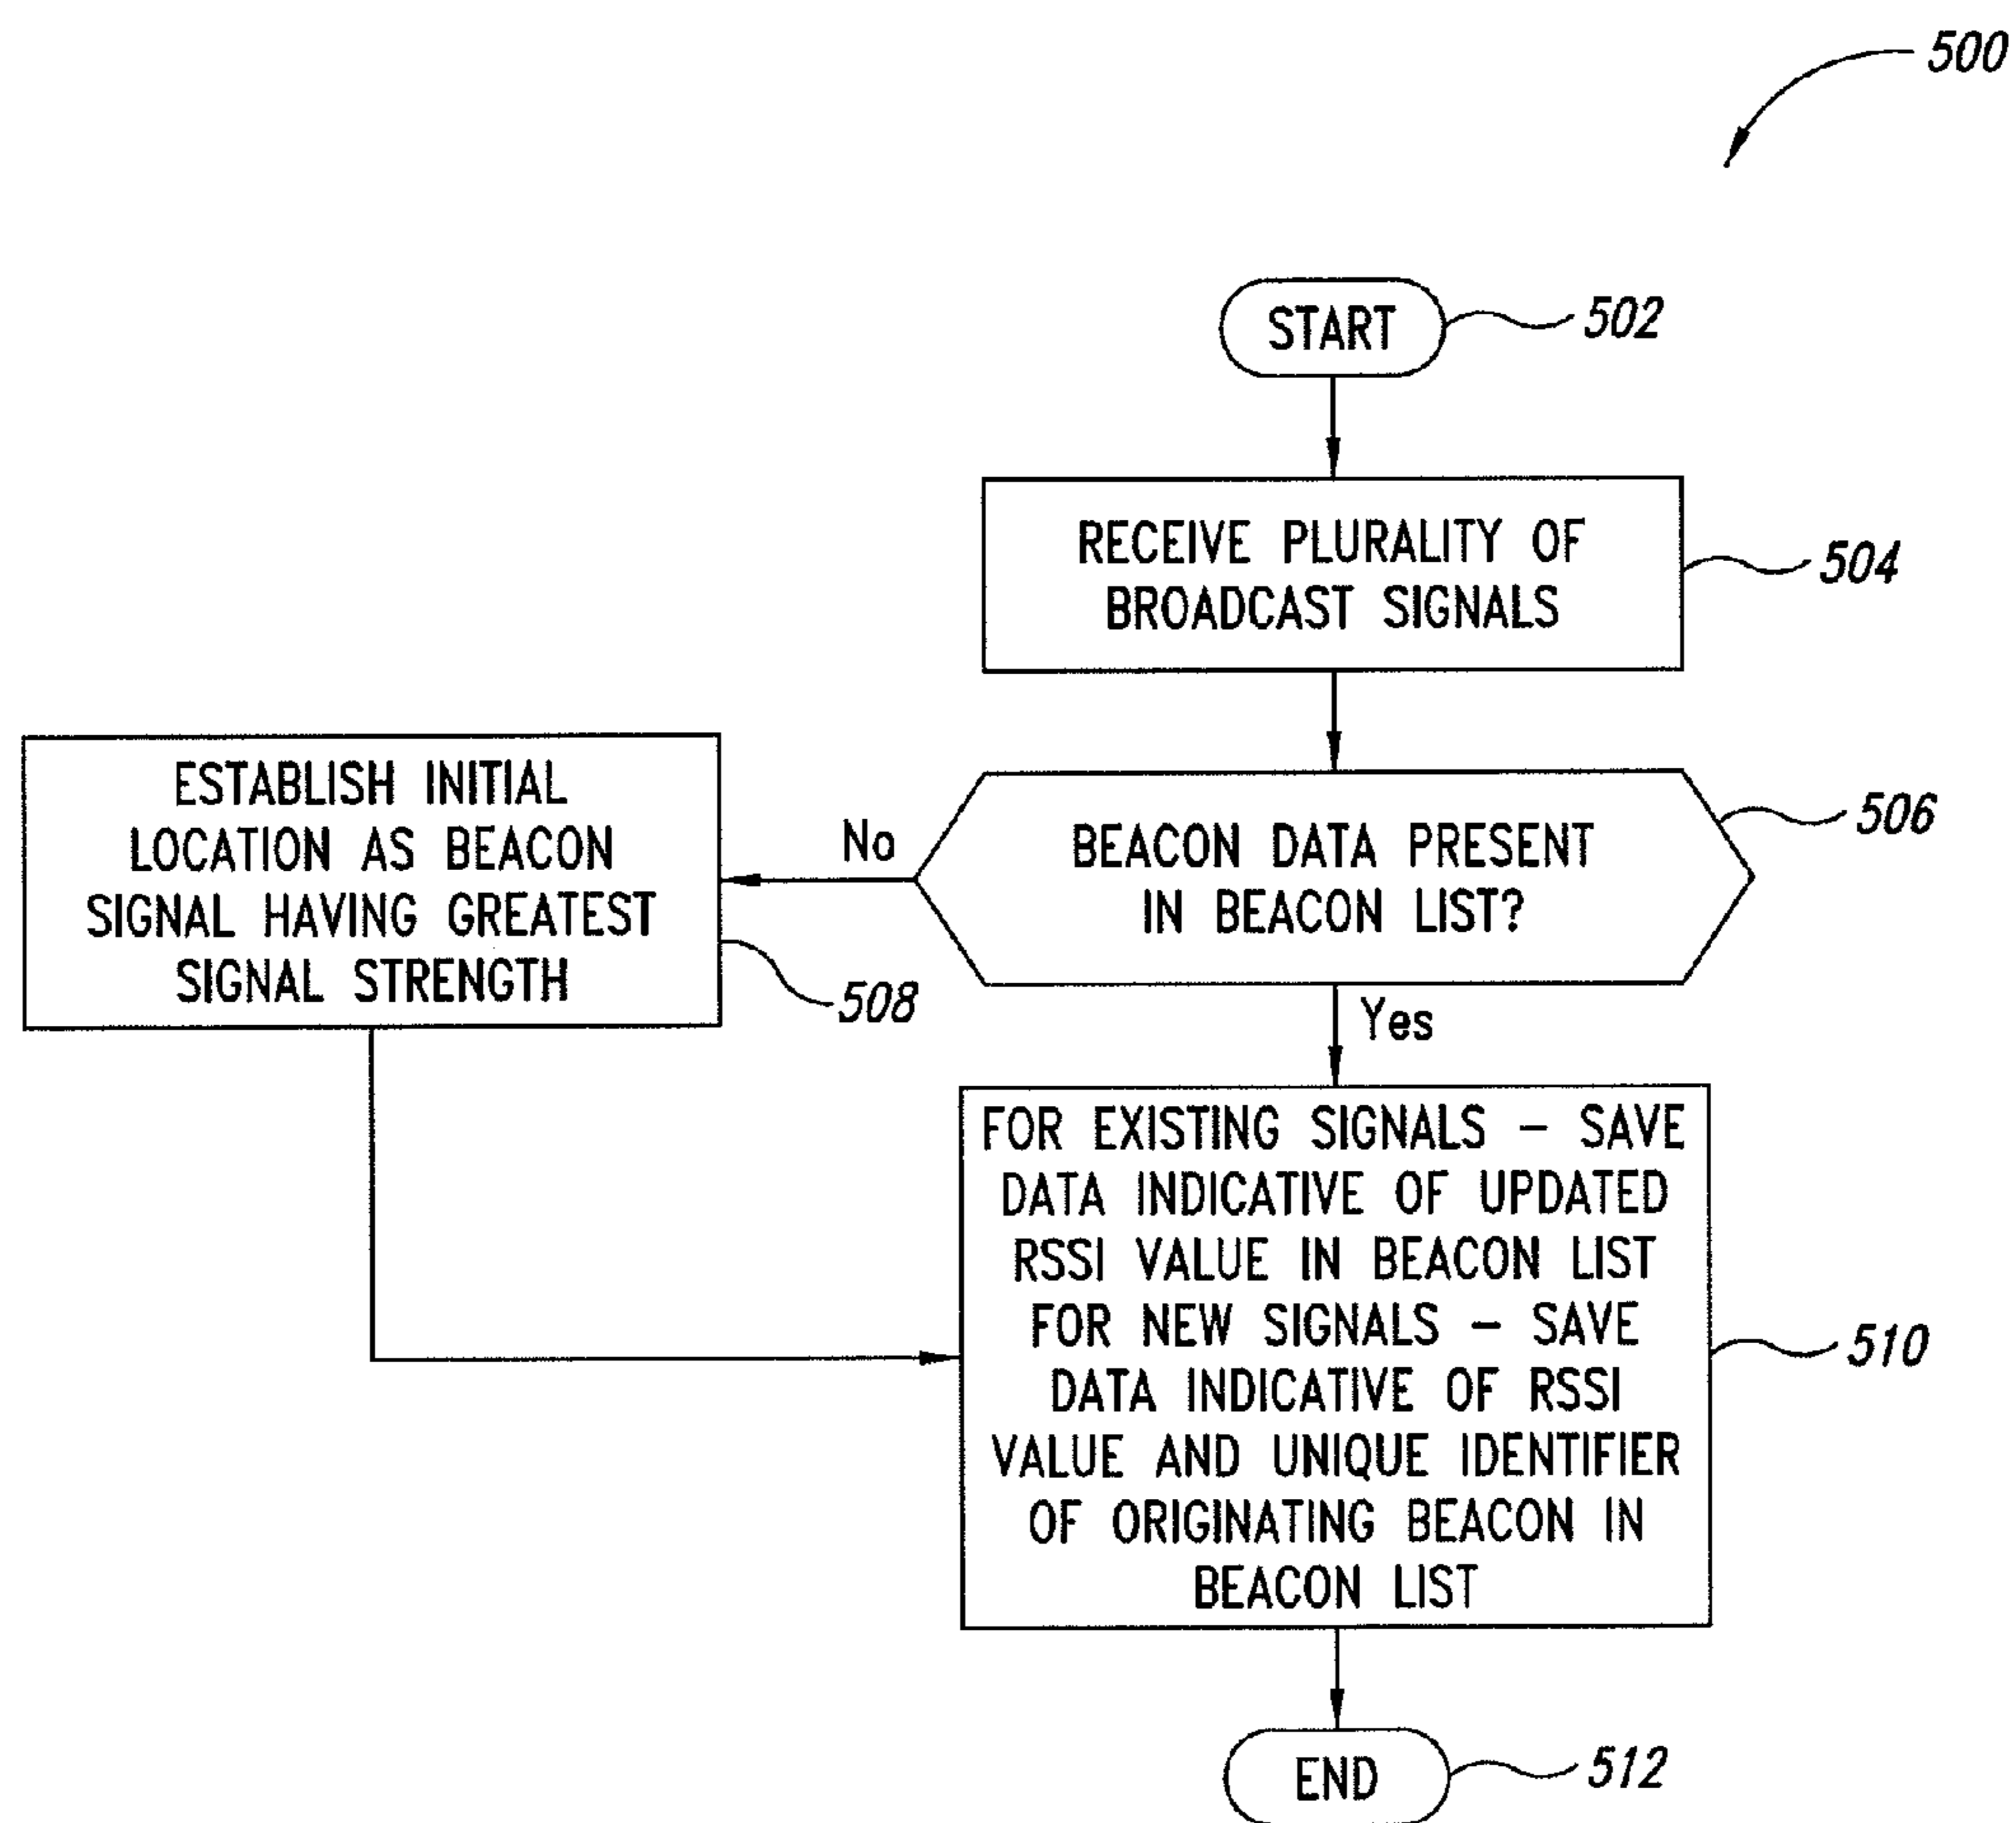 500
START
502
RECEIVE PLURALITY OF
BROADCAST SIGNALS
504
BEACON DATA PRESENT
IN BEACON LIST?
506
No
ESTABLISH INITIAL
LOCATION AS BEACON
SIGNAL HAVING GREATEST
SIGNAL STRENGTH
508
Yes
FOR EXISTING SIGNALS – SAVE
DATA INDICATIVE OF UPDATED
RSSI VALUE IN BEACON LIST
FOR NEW SIGNALS – SAVE
DATA INDICATIVE OF RSSI
VALUE AND UNIQUE IDENTIFIER
OF ORIGINATING BEACON IN
BEACON LIST
510
END
512